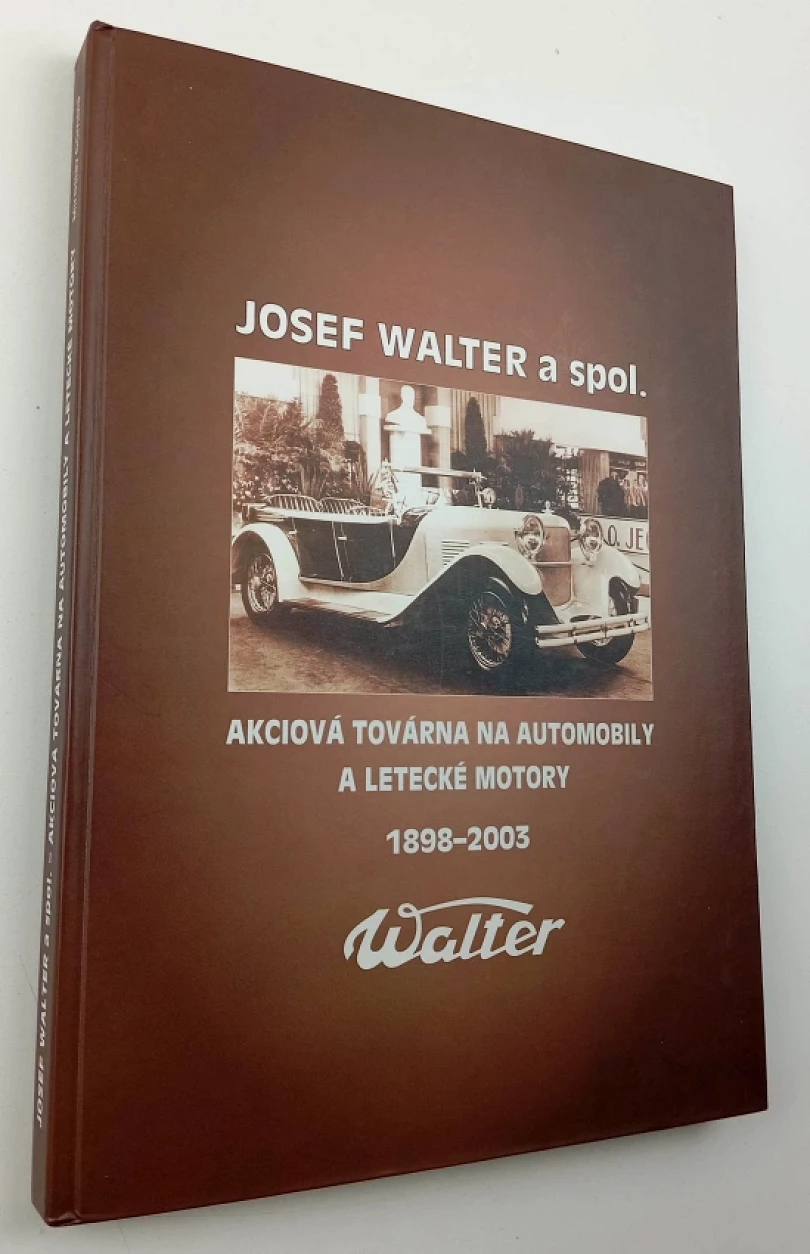 JOSEF WALTER a spol.
O. JE
AKCIOVÁ TOVÁRNA NA AUTOMOBILY
A LETECKÉ MOTORY
1898–2003
Walter
JOSEF WALTER a spol. – AKCIOVÁ TOVÁRNA NA AUTOMOBILY A LETECKÉ MOTORY